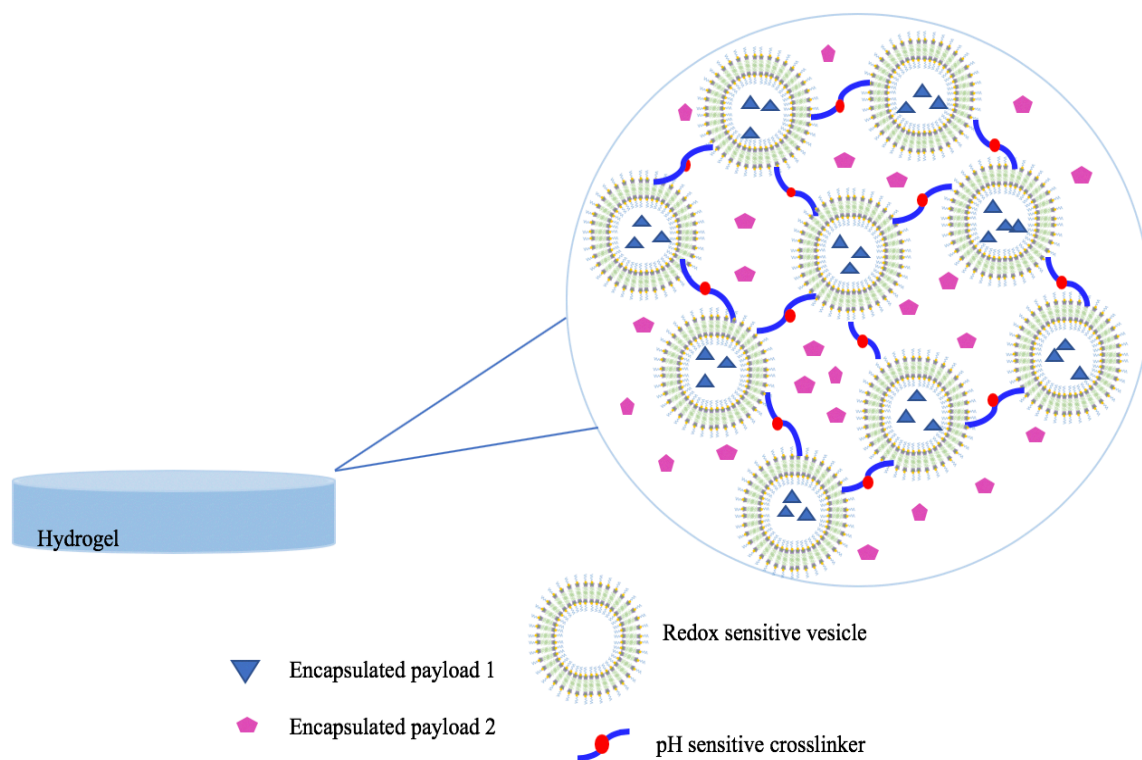 Hydrogel
Redox sensitive vesicle
Encapsulated payload 1
Encapsulated payload 2
pH sensitive crosslinker